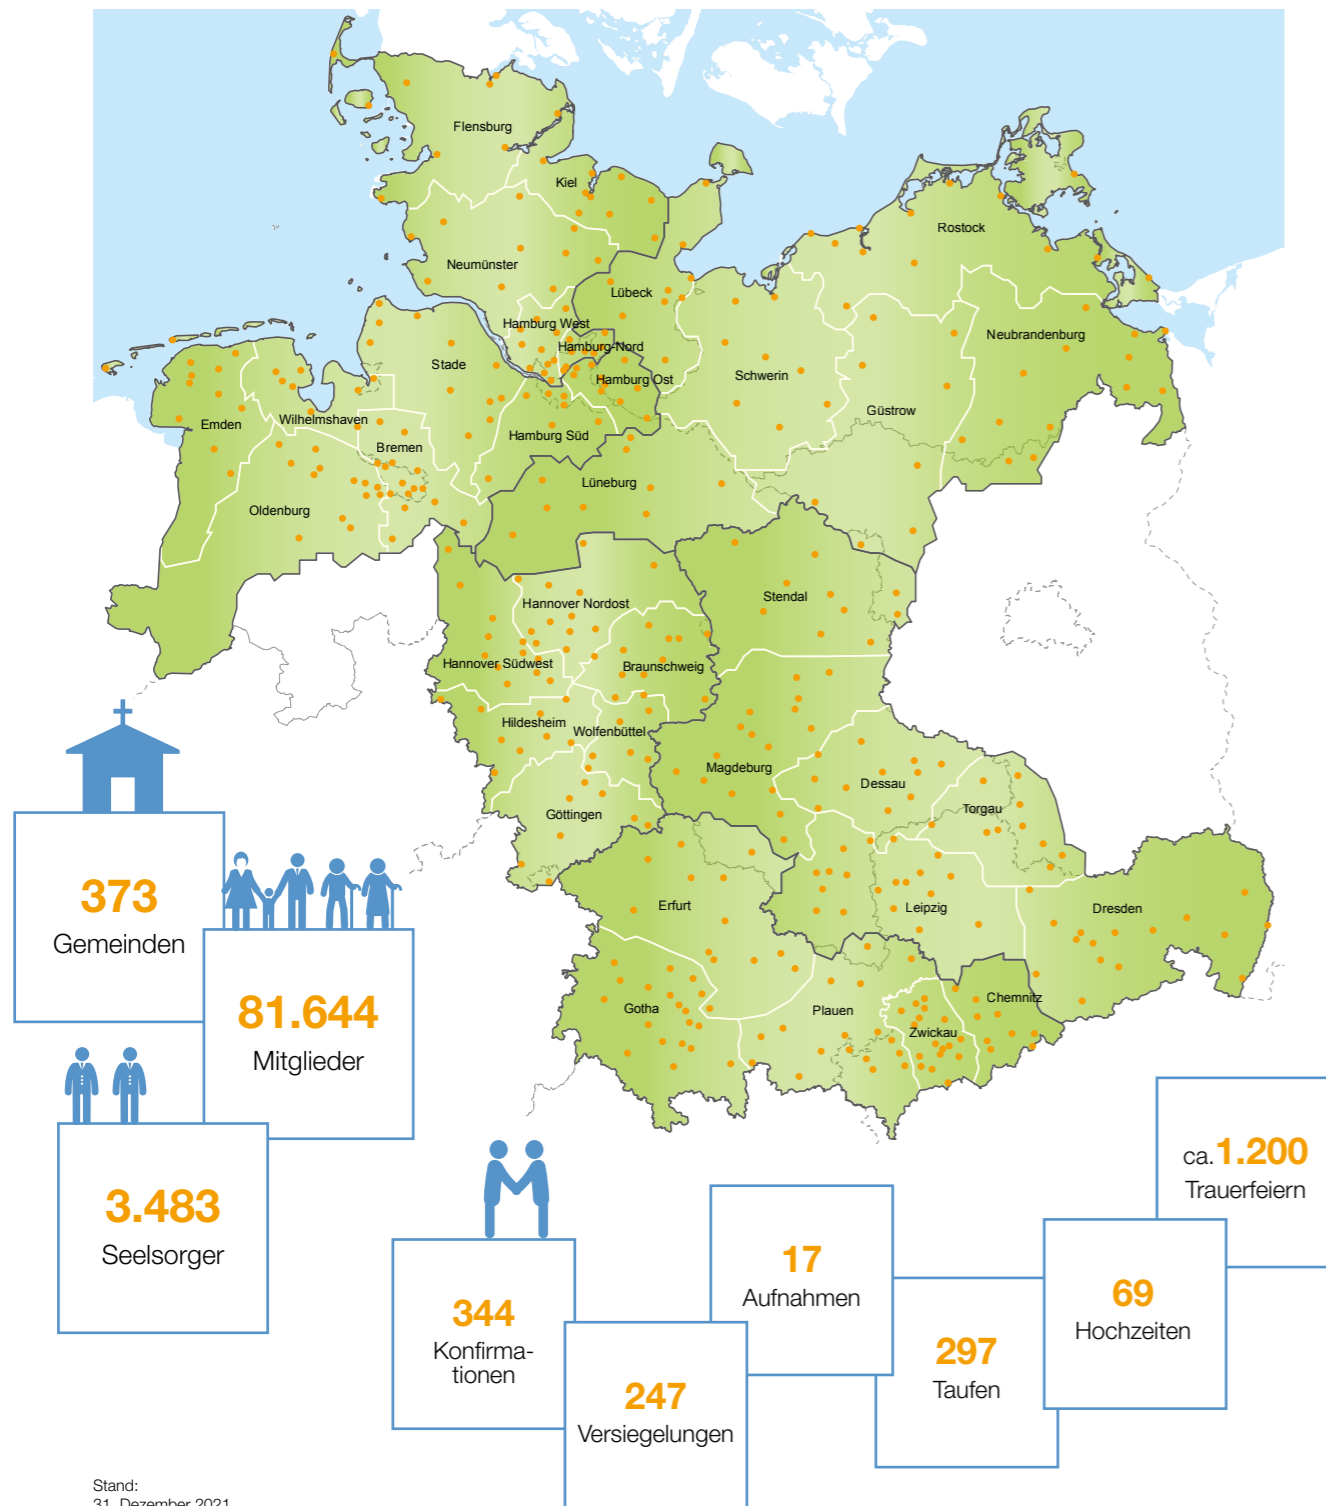 Flensburg
Kiel
Rostock
Neumünster
Lübeck
Hamburg West
Neubrandenburg
Hamburg-Nord
Stade
Schwerin
Hamburg Ost
Güstrow
Wilhelmshaven
Emden
Hamburg Süd
Bremen
Lüneburg
Oldenburg
Stendal
Hannover Nordost
Hannover Südwest
Braunschweig
Hildesheim
Wolfenbüttel
Magdeburg
Dessau
Torgau
Göttingen
Erfurt
Leipzig
Dresden
Chemnitz
Gotha
Plauen
Zwickau
373
Gemeinden
81.644
Mitglieder
3.483
Seelsorger
344
Konfirma-
tionen
247
Versiegelungen
17
Aufnahmen
297
Taufen
69
Hochzeiten
ca. 1.200
Trauerfeiern
Stand:
31. Dezember 2021